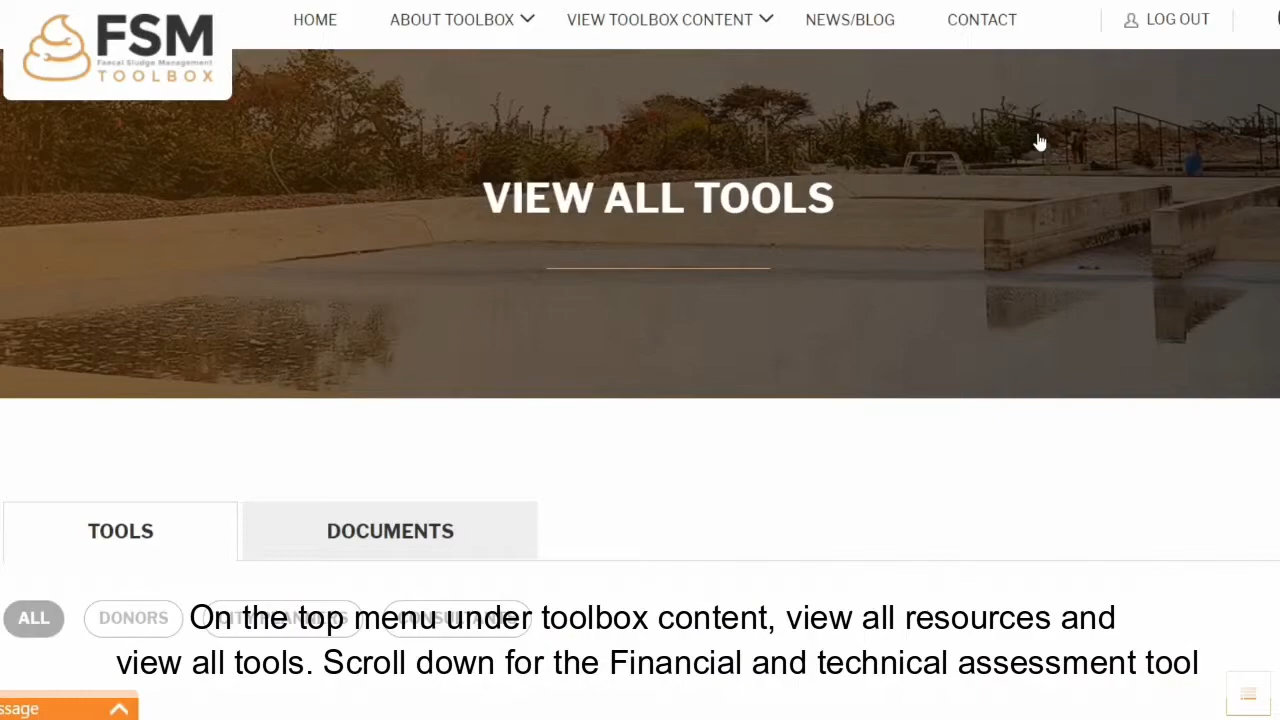 FSM
Faecal Sludge Management
TOOLBOX
HOME
ABOUT TOOLBOX
VIEW TOOLBOX CONTENT
NEWS/BLOG
CONTACT
LOG OUT
VIEW ALL TOOLS
TOOLS
DOCUMENTS
ALL
DONORS
On the top menu under toolbox content, view all resources and
view all tools. Scroll down for the Financial and technical assessment tool
ssage